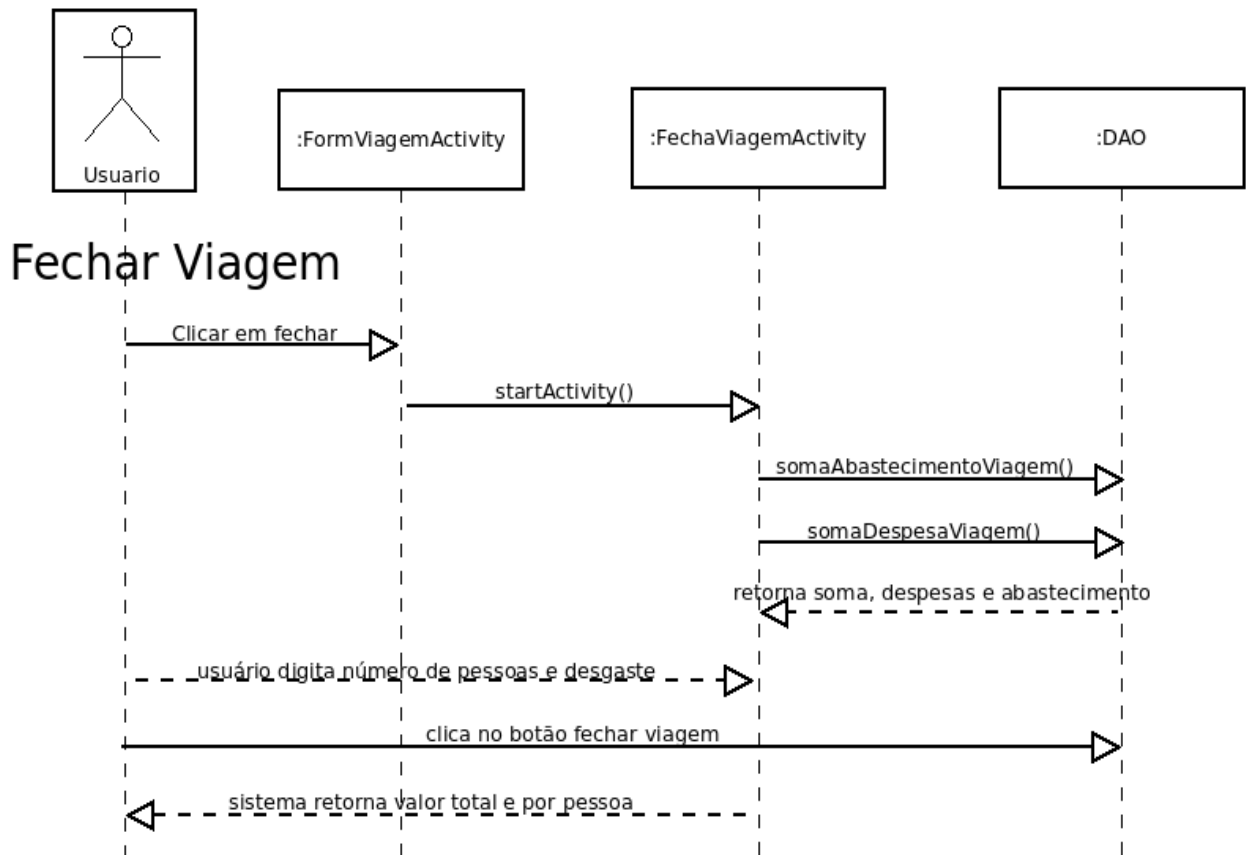 Usuario
:FormViagemActivity
:FechaViagemActivity
:DAO
Fechar Viagem
Clicar em fechar
startActivity()
somaAbastecimentoViagem()
somaDespesaViagem()
retorna soma, despesas e abastecimento
usuário digita número de pessoas e desgaste
clica no botão fechar viagem
sistema retorna valor total e por pessoa